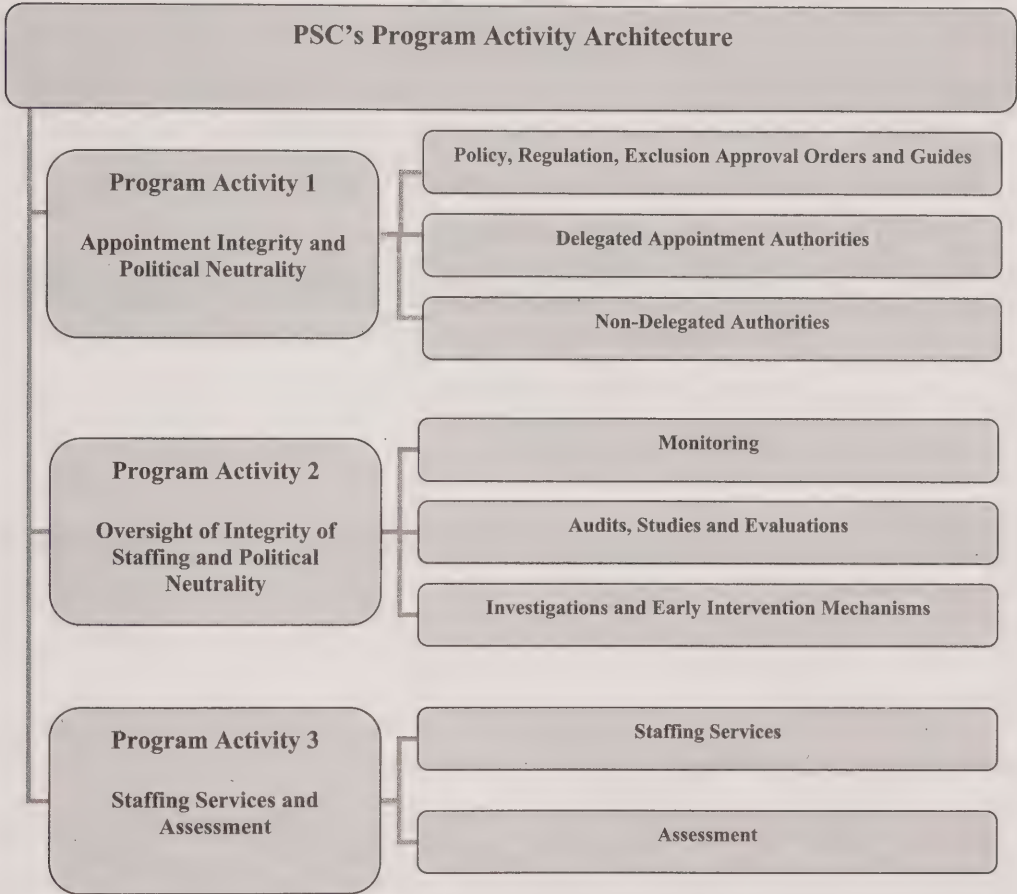 PSC's Program Activity Architecture
Program Activity 1
Appointment Integrity and
Political Neutrality
Policy, Regulation, Exclusion Approval Orders and Guides
Delegated Appointment Authorities
Non-Delegated Authorities
Program Activity 2
Oversight of Integrity of
Staffing and Political
Neutrality
Monitoring
Audits, Studies and Evaluations
Investigations and Early Intervention Mechanisms
Program Activity 3
Staffing Services and
Assessment
Staffing Services
Assessment